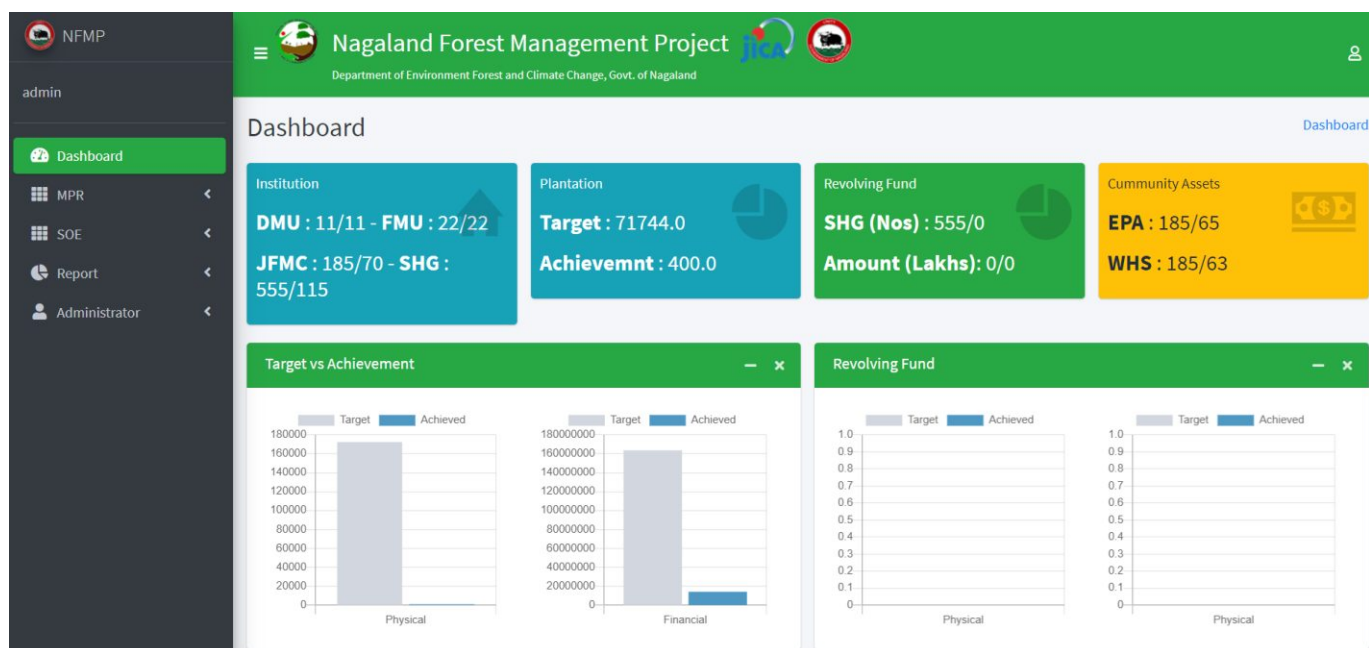 NFMP
admin
Dashboard
MPR
SOE
Report
Administrator
Nagaland Forest Management Project
jICA
Department of Environment Forest and Climate Change, Govt. of Nagaland
Dashboard
Dashboard
Institution
DMU : 11/11 - FMU : 22/22
JFMC : 185/70 - SHG :
555/115
Plantation
Target : 71744.0
Achievemnt : 400.0
Revolving Fund
SHG (Nos) : 555/0
Amount (Lakhs): 0/0
Cummunity Assets
EPA : 185/65
WHS : 185/63
Target vs Achievement
Target Achieved
180000
160000
140000
120000
100000
80000
60000
40000
20000
0
Physical
Target Achieved
180000000
160000000
140000000
120000000
100000000
80000000
60000000
40000000
20000000
0
Financial
Revolving Fund
Target Achieved
1.0
0.9
0.8
0.7
0.6
0.5
0.4
0.3
0.2
0.1
0
Physical
Target Achieved
1.0
0.9
0.8
0.7
0.6
0.5
0.4
0.3
0.2
0.1
0
Physical